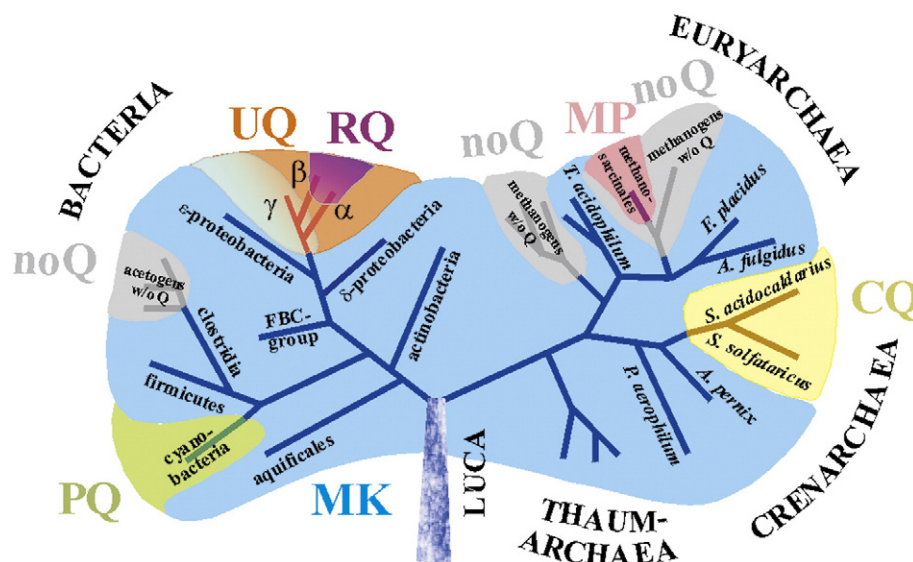 BACTERIA
UQ
RQ
noQ
MP
noQ
EURYARCHAEA
β
γ
α
ε-proteobacteria
δ-proteobacteria
actinobacteria
FBC-
group
noQ
acetogens
w/o Q
clostridia
firmicutes
cyano-
bacteria
aquificales
PQ
MK
LUCA
methanogens
w/o Q
T. acidophilum
methano-
sarcinales
methanogens
w/o Q
F. placidus
A. fulgidus
S. acidocaldarius
S. solfataricus
CQ
A. pernix
P. aerophilum
CRENARCHAEA
THAUM-
ARCHAEA